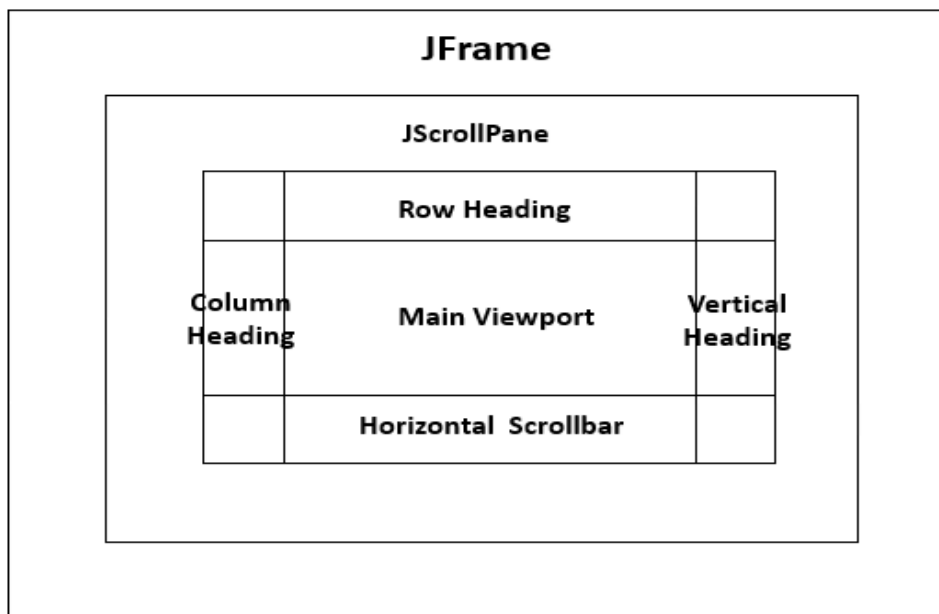 JFrame
JScrollPane
Row Heading
Column
Heading
Main Viewport
Vertical
Heading
Horizontal Scrollbar